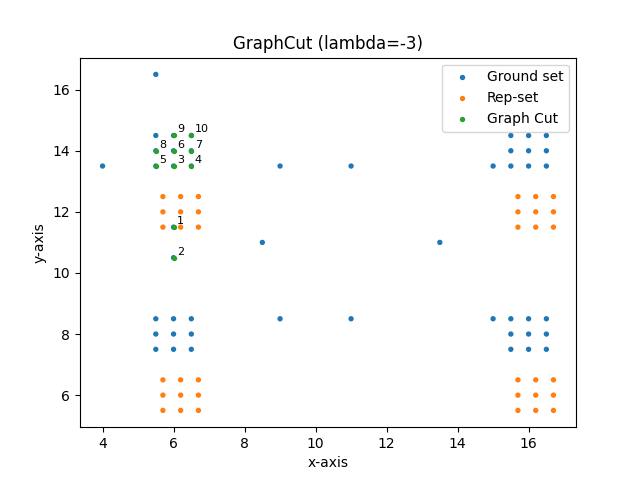 GraphCut (lambda=-3)
Ground set
Rep-set
Graph Cut
16
14
12
10
8
6
y-axis
9 10
8 6 7
5 3 4
1
2
4 6 8 10 12 14 16
x-axis